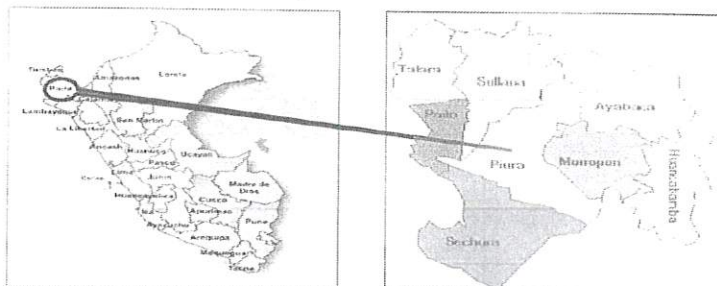 Tumbes
Piura
Amazonas
Loreto
Lambayeque
La Libertad
San Martin
Ancash
Huanuco
Ucayali
Pasco
Lima
Junin
Madre de
Dios
Huancavelica
Cusco
Ica
Apurimac
Puno
Ayacucho
Arequipa
Moquegua
Tacna
Talara
Sullana
Paita
Ayabaca
Piura
Morropon
Huancabamba
Sechura